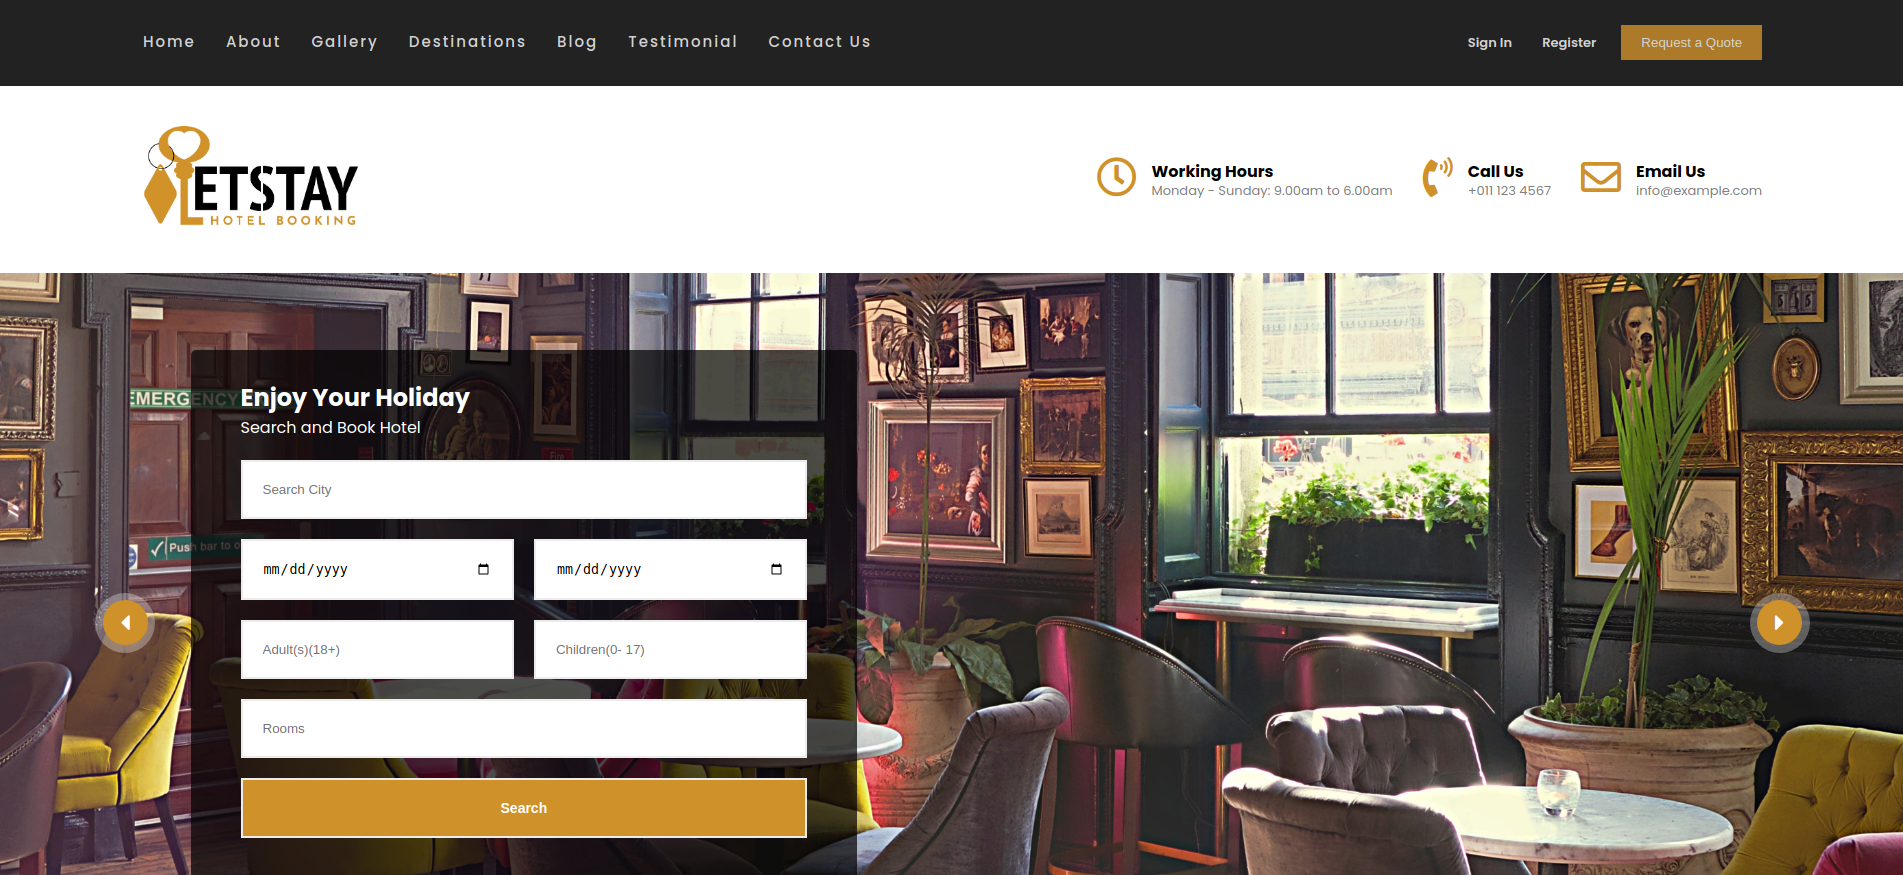 Home About Gallery Destinations Blog Testimonial Contact Us
Sign In Register Request a Quote
LETSTAY
HOTEL BOOKING
Working Hours
Monday - Sunday: 9.00am to 6.00am
Call Us
+011 123 4567
Email Us
info@example.com
EMERGENCY
Enjoy Your Holiday
Search and Book Hotel
Fire
Search City
Push bar to o
mm/dd/yyyy mm/dd/yyyy
Adult(s)(18+) Children(0- 17)
Rooms
Search